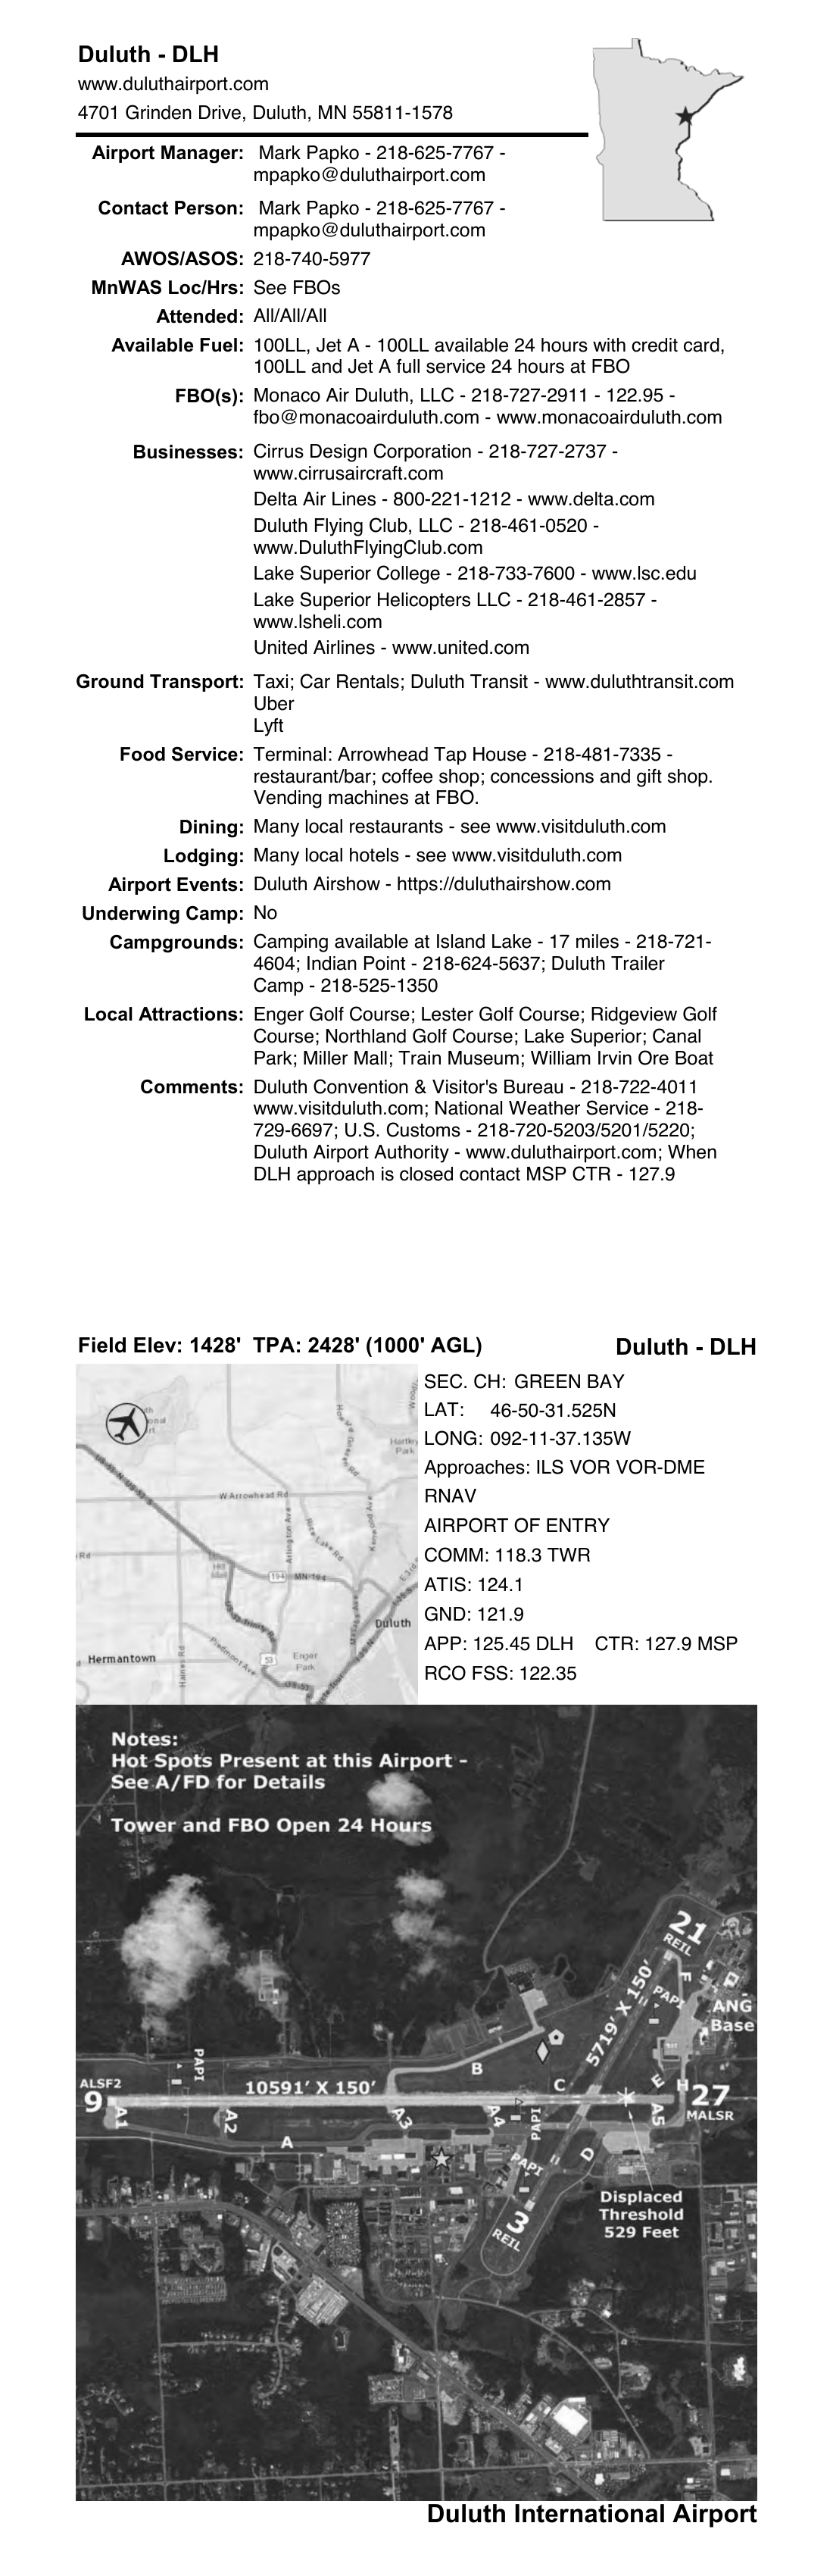 Duluth - DLH
www.duluthairport.com
4701 Grinden Drive, Duluth, MN 55811-1578
Airport Manager: Mark Papko - 218-625-7767 -
mpapko@duluthairport.com
Contact Person: Mark Papko - 218-625-7767 -
mpapko@duluthairport.com
AWOS/ASOS: 218-740-5977
MnWAS Loc/Hrs: See FBOs
Attended: All/All/All
Available Fuel: 100LL, Jet A - 100LL available 24 hours with credit card,
100LL and Jet A full service 24 hours at FBO
FBO(s): Monaco Air Duluth, LLC - 218-727-2911 - 122.95 -
fbo@monacoairduluth.com - www.monacoairduluth.com
Businesses: Cirrus Design Corporation - 218-727-2737 -
www.cirrusaircraft.com
Delta Air Lines - 800-221-1212 - www.delta.com
Duluth Flying Club, LLC - 218-461-0520 -
www.DuluthFlyingClub.com
Lake Superior College - 218-733-7600 - www.lsc.edu
Lake Superior Helicopters LLC - 218-461-2857 -
www.lsheli.com
United Airlines - www.united.com
Ground Transport: Taxi; Car Rentals; Duluth Transit - www.duluthtransit.com
Uber
Lyft
Food Service: Terminal: Arrowhead Tap House - 218-481-7335 -
restaurant/bar; coffee shop; concessions and gift shop.
Vending machines at FBO.
Dining: Many local restaurants - see www.visitduluth.com
Lodging: Many local hotels - see www.visitduluth.com
Airport Events: Duluth Airshow - https://duluthairshow.com
Underwing Camp: No
Campgrounds: Camping available at Island Lake - 17 miles - 218-721-
4604; Indian Point - 218-624-5637; Duluth Trailer
Camp - 218-525-1350
Local Attractions: Enger Golf Course; Lester Golf Course; Ridgeview Golf
Course; Northland Golf Course; Lake Superior; Canal
Park; Miller Mall; Train Museum; William Irvin Ore Boat
Comments: Duluth Convention & Visitor's Bureau - 218-722-4011
www.visitduluth.com; National Weather Service - 218-
729-6697; U.S. Customs - 218-720-5203/5201/5220;
Duluth Airport Authority - www.duluthairport.com; When
DLH approach is closed contact MSP CTR - 127.9
Field Elev: 1428' TPA: 2428' (1000' AGL)
Duluth - DLH
SEC. CH: GREEN BAY
LAT: 46-50-31.525N
LONG: 092-11-37.135W
Approaches: ILS VOR VOR-DME
RNAV
AIRPORT OF ENTRY
COMM: 118.3 TWR
ATIS: 124.1
GND: 121.9
APP: 125.45 DLH CTR: 127.9 MSP
RCO FSS: 122.35
Hartley
Park
W Arrowhead Rd
Arlington Ave
Rice Lake Rd
Kenwood Ave
Rd
194
MN-194
Duluth
Hermantown
Haines Rd
Piedmont Ave
53
Enger
Park
Notes:
Hot Spots Present at this Airport -
See A/FD for Details
Tower and FBO Open 24 Hours
21
REIL
5719' X 150'
PAPI
F
ANG
Base
PAPI
B
ALSF2
9
10591' X 150'
C
E
H
27
MALSR
A1
A2
A3
A4
PAPI
A5
A
PAPI
D
3
REIL
Displaced
Threshold
529 Feet
Duluth International Airport